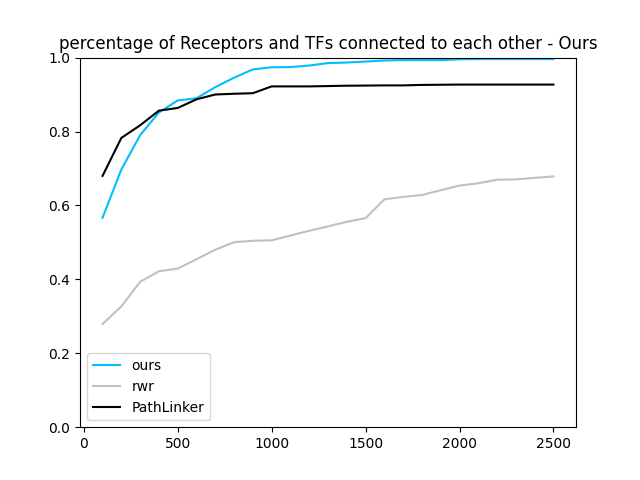 percentage of Receptors and TFs connected to each other - Ours
1.0
0.8
0.6
0.4
0.2
0.0
ours
rwr
PathLinker
0 500 1000 1500 2000 2500